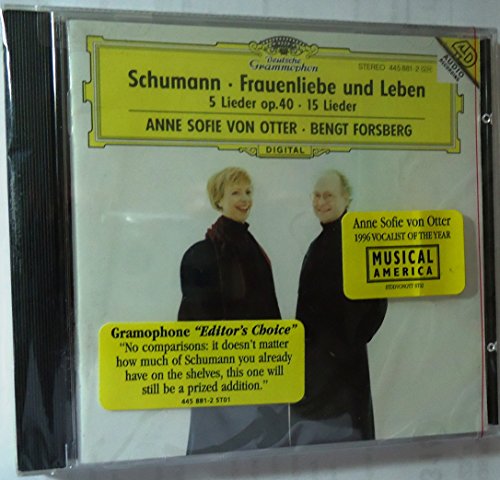 Deutsche
Grammophon
STEREO 445 881-2 GH
4D
AUDIO
RECORDING
Schumann · Frauenliebe und Leben
5 Lieder op.40 · 15 Lieder
ANNE SOFIE VON OTTER · BENGT FORSBERG
DIGITAL
Anne Sofie von Otter
1996 VOCALIST OF THE YEAR
MUSICAL
AMERICA
Gramophone "Editor's Choice"
"No comparisons: it doesn't matter
how much of Schumann you already
have on the shelves, this one will
still be a prized addition."
445 881-2 ST01